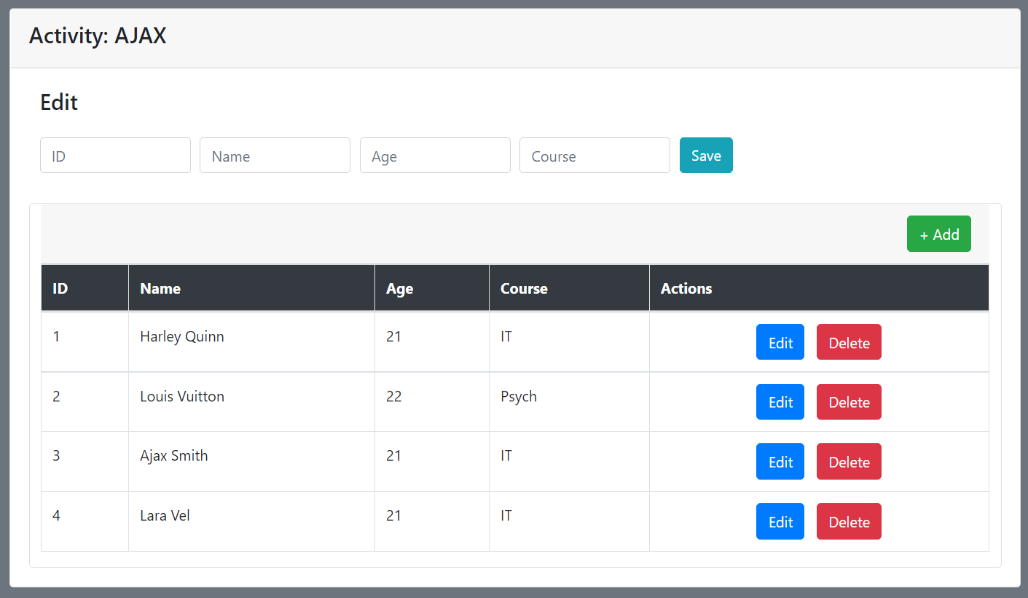 Activity: AJAX
Edit
ID Name Age Course Save
+ Add
ID Name Age Course Actions
1 Harley Quinn 21 IT Edit Delete
2 Louis Vuitton 22 Psych Edit Delete
3 Ajax Smith 21 IT Edit Delete
4 Lara Vel 21 IT Edit Delete